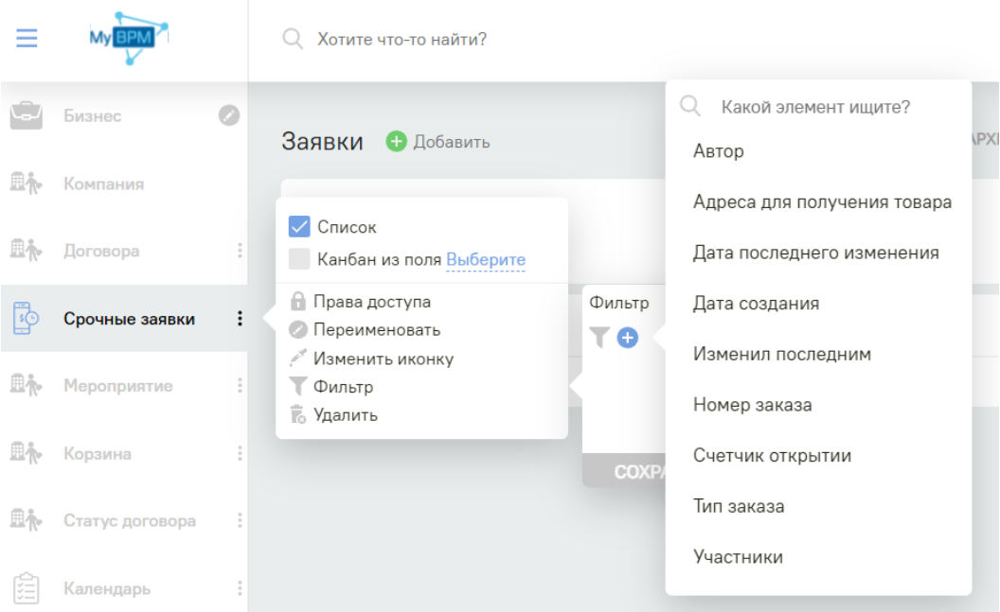 My BPM
Хотите что-то найти?
Бизнес
Компания
Договора
Срочные заявки
Мероприятие
Корзина
Статус договора
Календарь
Заявки
Добавить
Список
Канбан из поля Выберите
Права доступа
Переименовать
Изменить иконку
Фильтр
Удалить
Фильтр
СОХРА
Какой элемент ищите?
Автор
Адреса для получения товара
Дата последнего изменения
Дата создания
Изменил последним
Номер заказа
Счетчик открытии
Тип заказа
Участники